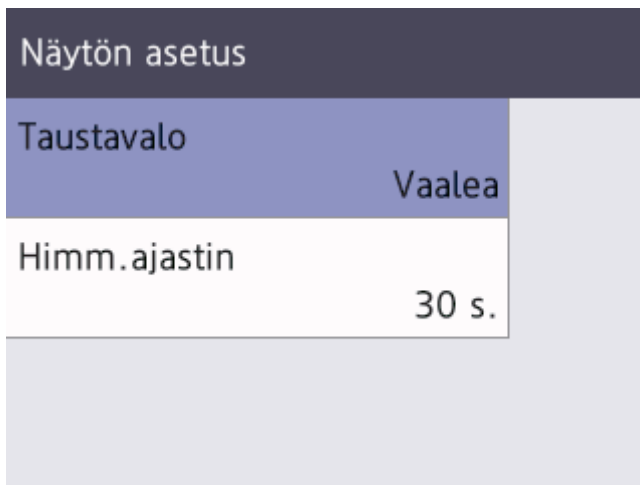 Näytön asetus
Taustavalo
Vaalea
Himm.ajastin
30 s.